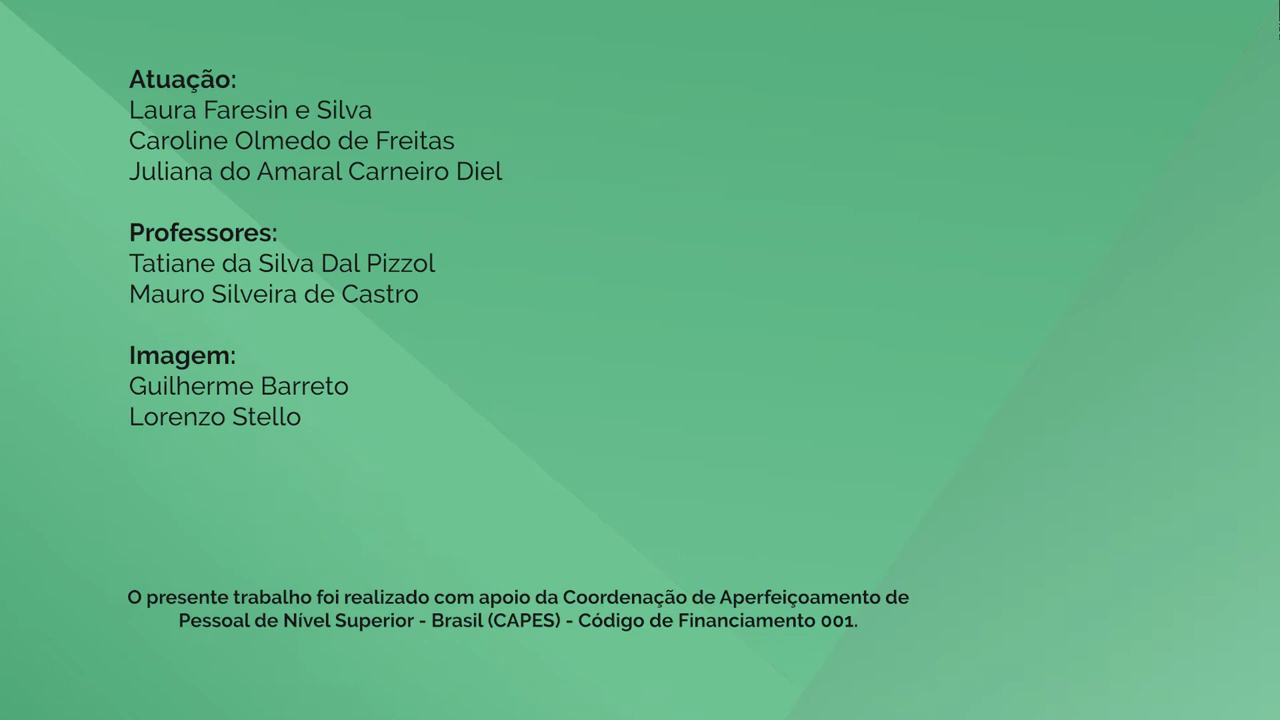 Atuação:
Laura Faresin e Silva
Caroline Olmedo de Freitas
Juliana do Amaral Carneiro Diel
Professores:
Tatiane da Silva Dal Pizzol
Mauro Silveira de Castro
Imagem:
Guilherme Barreto
Lorenzo Stello
O presente trabalho foi realizado com apoio da Coordenação de Aperfeiçoamento de
Pessoal de Nível Superior - Brasil (CAPES) - Código de Financiamento 001.